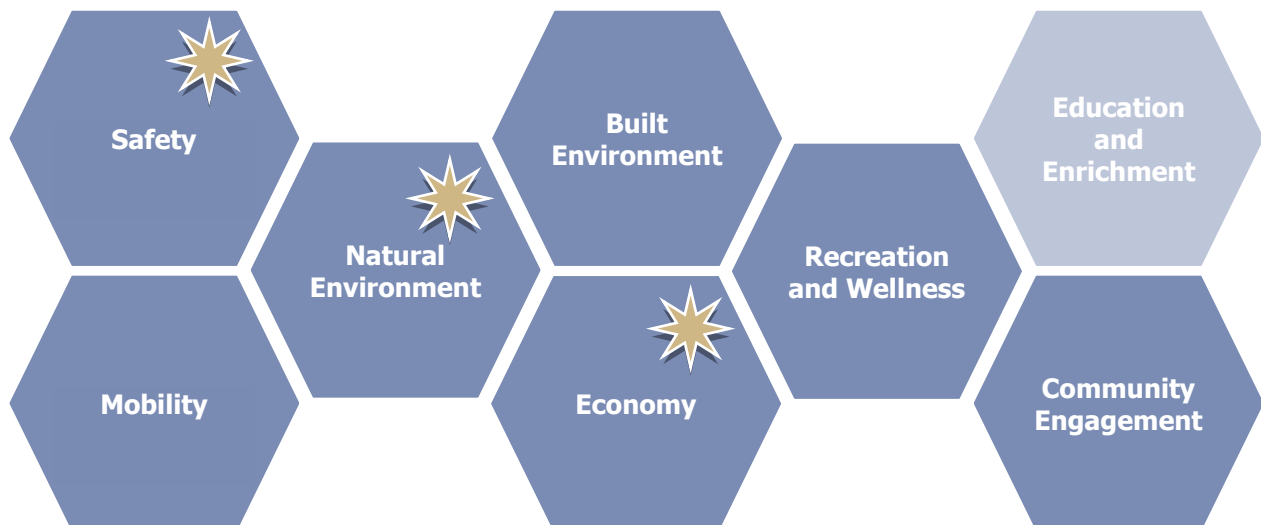 Safety
Mobility
Natural
Environment
Built
Environment
Economy
Recreation
and Wellness
Education
and
Enrichment
Community
Engagement